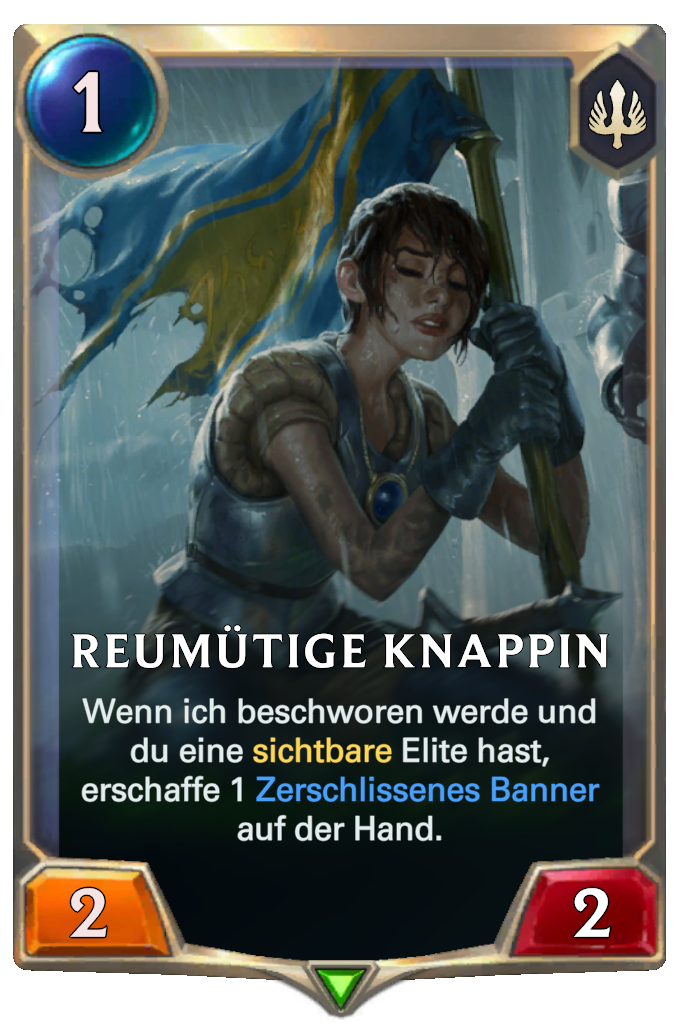 1
REUMÜTIGE KNAPPIN
Wenn ich beschworen werde und
du eine sichtbare Elite hast,
erschaffe 1 Zerschlissenes Banner
auf der Hand.
2
2